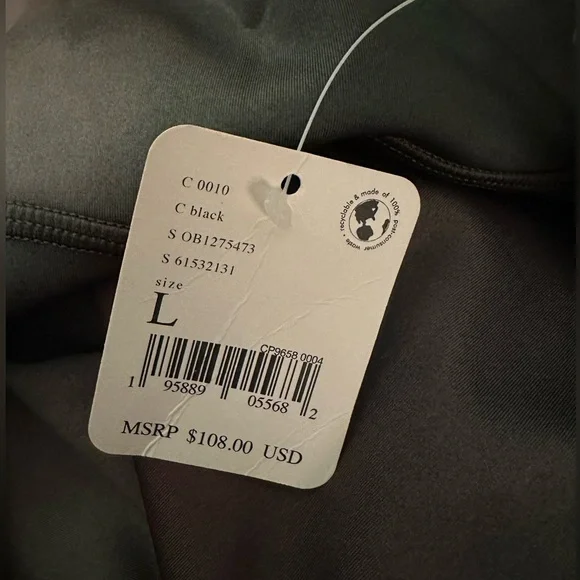 C 0010
C black
S OB1275473
S 61532131
size
L
CP9658 0004
1 95889 05568 2
MSRP $108.00 USD
recyclable & made of 100% post-consumer waste •